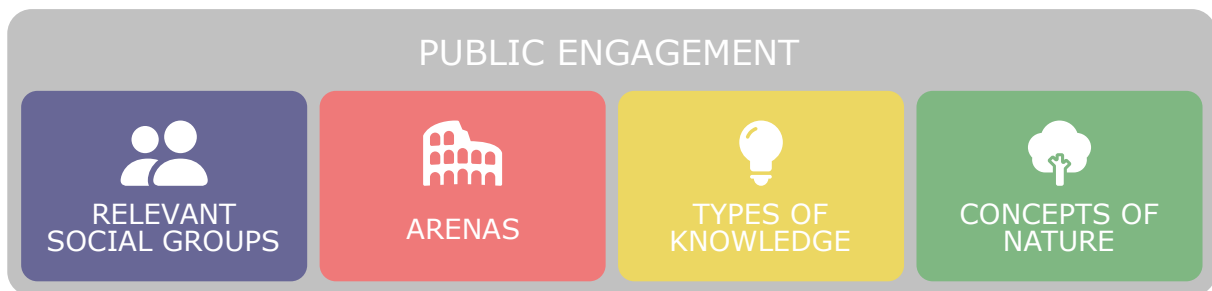 PUBLIC ENGAGEMENT
RELEVANT
SOCIAL GROUPS
ARENAS
TYPES OF
KNOWLEDGE
CONCEPTS OF
NATURE